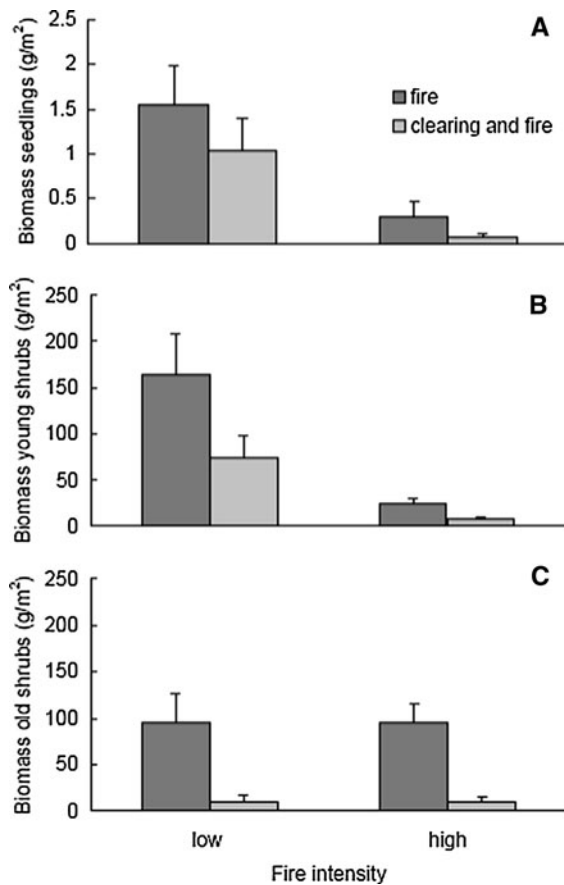 A
Biomass seedlings (g/m²)
2.5
2
1.5
1
0.5
0
fire
clearing and fire
B
Biomass young shrubs (g/m²)
250
200
150
100
50
0
C
Biomass old shrubs (g/m²)
250
200
150
100
50
0
low high
Fire intensity